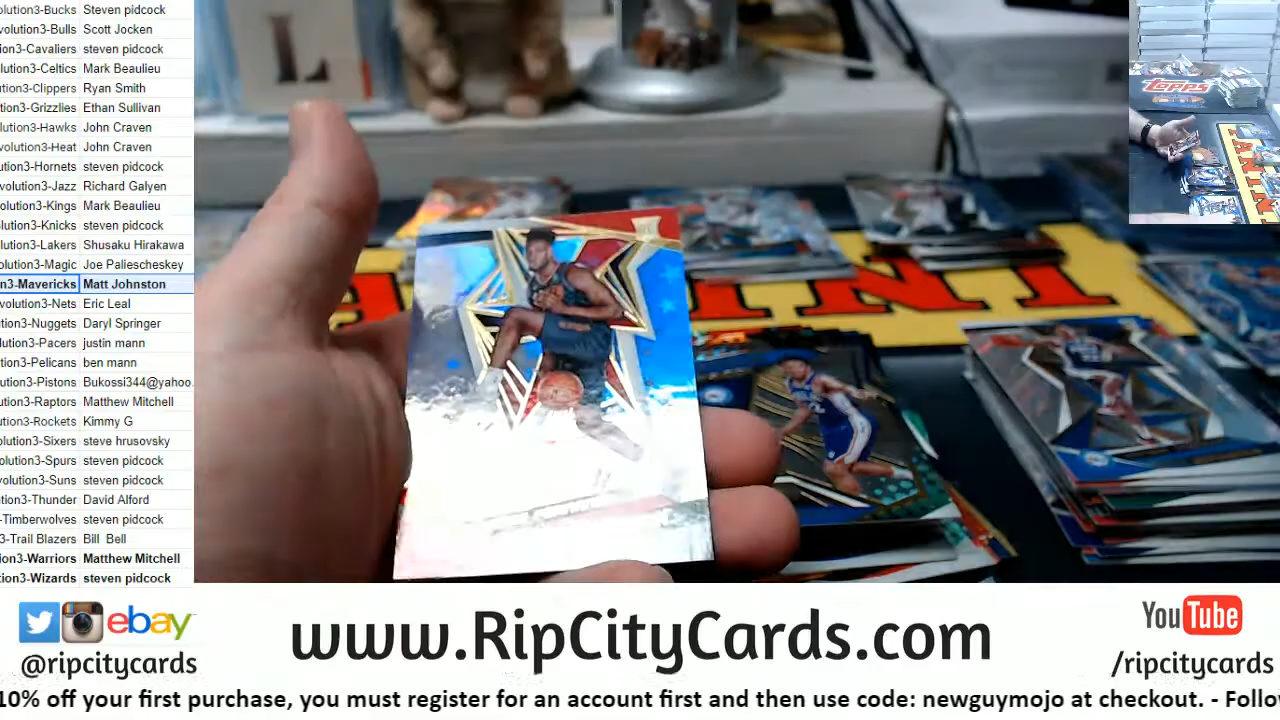 olution3-Bucks Steven pidcock
volution3-Bulls Scott Jocken
ion3-Cavaliers steven pidcock
lution3-Celtics Mark Beaulieu
lution3-Clippers Ryan Smith
ution3-Grizzlies Ethan Sullivan
olution3-Hawks John Craven
volution3-Heat John Craven
ution3-Hornets steven pidcock
volution3-Jazz Richard Galyen
volution3-Kings Mark Beaulieu
olution3-Knicks steven pidcock
lution3-Lakers Shusaku Hirakawa
olution3-Magic Joe Paliescheskey
n3-Mavericks Matt Johnston
evolution3-Nets Eric Leal
ution3-Nuggets Daryl Springer
lution3-Pacers justin mann
tion3-Pelicans ben mann
ution3-Pistons Bukossi344@yahoo.
ution3-Raptors Matthew Mitchell
ution3-Rockets Kimmy G
olution3-Sixers steve hrusovsky
volution3-Spurs steven pidcock
volution3-Suns steven pidcock
tion3-Thunder David Alford
-Timberwolves steven pidcock
3-Trail Blazers Bill Bell
ion3-Warriors Matthew Mitchell
tion3-Wizards steven pidcock
L
TOPPS
PANINI
ebay
@ripcitycards
www.RipCityCards.com
YouTube
/ripcitycards
10% off your first purchase, you must register for an account first and then use code: newguymojo at checkout. - Follo